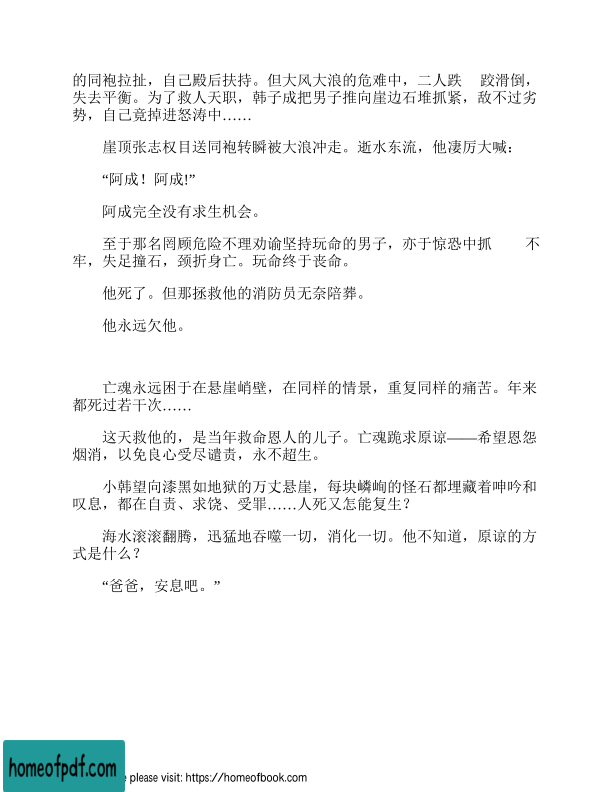 的同袍拉扯，自己殿后扶持。但大风大浪的危难中，二人跌 跤滑倒，
失去平衡。为了救人天职，韩子成把男子推向崖边石堆抓紧，敌不过劣
势，自己竟掉进怒涛中……
崖顶张志权目送同袍转瞬被大浪冲走。逝水东流，他凄厉大喊：
“阿成！阿成!”
阿成完全没有求生机会。
至于那名罔顾危险不理劝谕坚持玩命的男子，亦于惊恐中抓 不
牢，失足撞石，颈折身亡。玩命终于丧命。
他死了。但那拯救他的消防员无奈陪葬。
他永远欠他。
亡魂永远困于在悬崖峭壁，在同样的情景，重复同样的痛苦。年来
都死过若干次……
这天救他的，是当年救命恩人的儿子。亡魂跪求原谅——希望恩怨
烟消，以免良心受尽谴责，永不超生。
小韩望向漆黑如地狱的万丈悬崖，每块嶙峋的怪石都埋藏着呻吟和
叹息，都在自责、求饶、受罪……人死又怎能复生？
海水滚滚翻腾，迅猛地吞噬一切，消化一切。他不知道，原谅的方
式是什么？
“爸爸，安息吧。”
homeofpdf.com
please visit: https://homeofbook.com